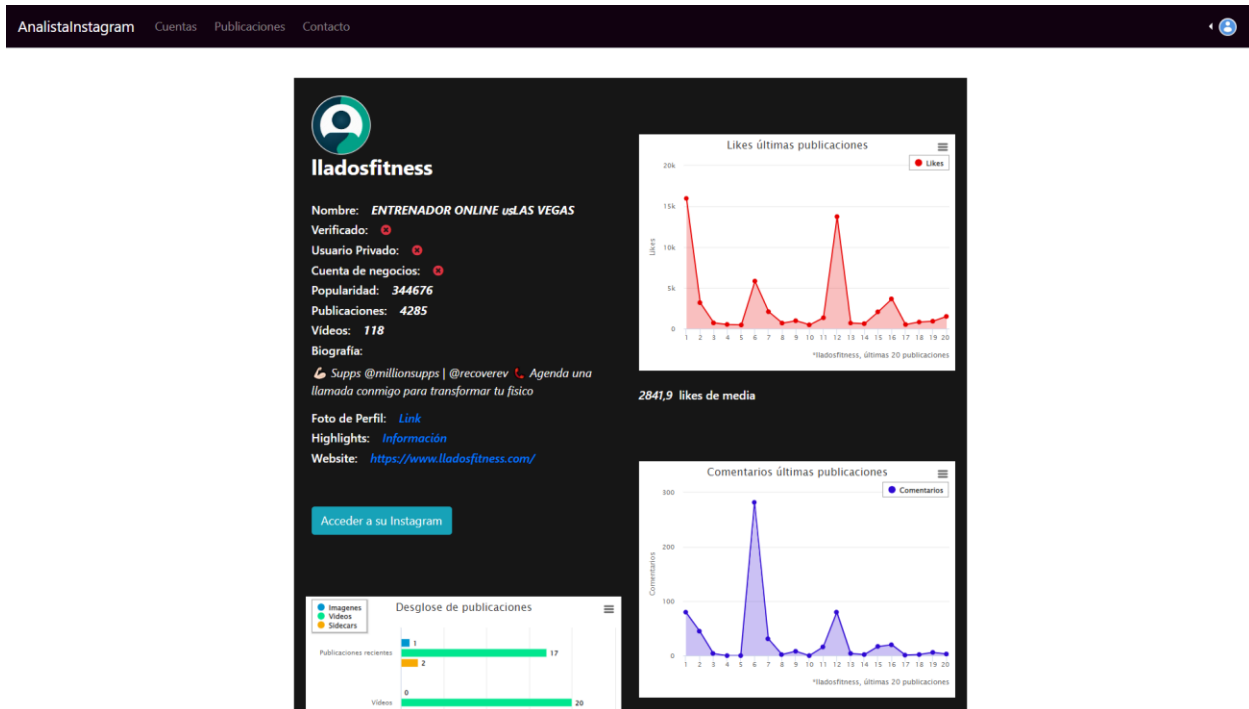 AnalistaInstagram Cuentas Publicaciones Contacto
lladosfitness
Nombre: ENTRENADOR ONLINE usLAS VEGAS
Verificado:
Usuario Privado:
Cuenta de negocios:
Popularidad: 344676
Publicaciones: 4285
Vídeos: 118
Biografía:
💪🏻 Supps @millionsupps | @recoverev 📞 Agenda una
llamada conmigo para transformar tu físico
Foto de Perfil: Link
Highlights: Información
Website: https://www.lladosfitness.com/
Acceder a su Instagram
Desglose de publicaciones
Imagenes
Videos
Sidecars
Publicaciones recientes
1
17
2
Vídeos
0
20
Likes últimas publicaciones
Likes
20k
15k
10k
5k
0
Likes
1 2 3 4 5 6 7 8 9 10 11 12 13 14 15 16 17 18 19 20
*lladosfitness, últimas 20 publicaciones
2841,9 likes de media
Comentarios últimas publicaciones
Comentarios
300
200
100
0
Comentarios
1 2 3 4 5 6 7 8 9 10 11 12 13 14 15 16 17 18 19 20
*lladosfitness, últimas 20 publicaciones